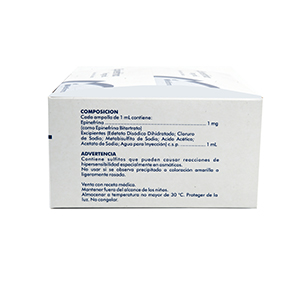 COMPOSICION
Cada ampolla de 1 mL contiene:
Epinefrina 1 mg
(como Epinefrina Bitartrato)
Excipientes (Edetato Disódico Dihidratado; Cloruro
de Sodio; Metabisulfito de Sodio; Acido Acético;
Acetato de Sodio; Agua para Inyección) c.s.p. 1 mL
ADVERTENCIA
Contiene sulfitos que pueden causar reacciones de
hipersensibilidad especialmente en asmáticos.
No usar si se observa precipitado o coloración amarilla o
ligeramente rosada.
Venta con receta médica.
Mantener fuera del alcance de los niños.
Almacenar a temperatura no mayor de 30 °C. Proteger de la
luz. No congelar.